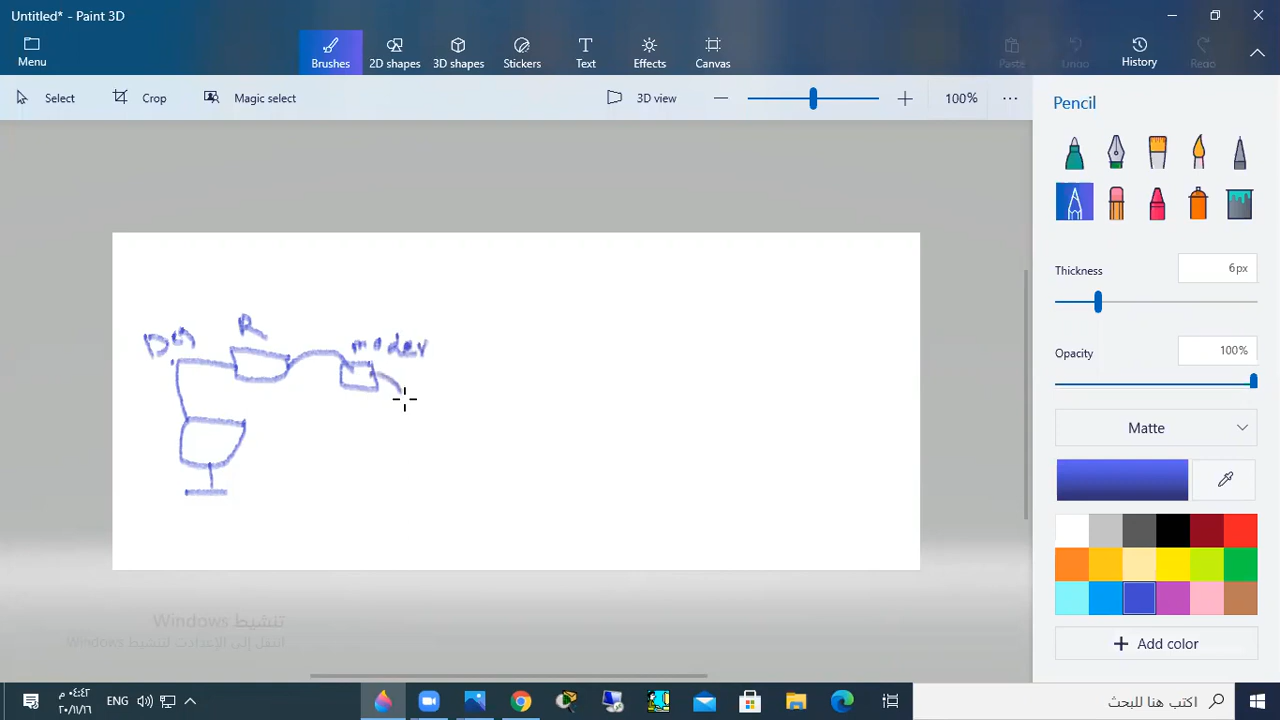 Untitled* - Paint 3D
Menu
Brushes
2D shapes
3D shapes
Stickers
Text
Effects
Canvas
Paste
Undo
History
Redo
Select
Crop
Magic select
3D view
100%
Pencil
Thickness
6px
Opacity
100%
Matte
Add color
R
تنشيط Windows
انتقل إلى الإعدادات لتنشيط Windows
ENG
٠٤:٤٢ م
اكتب هنا للبحث